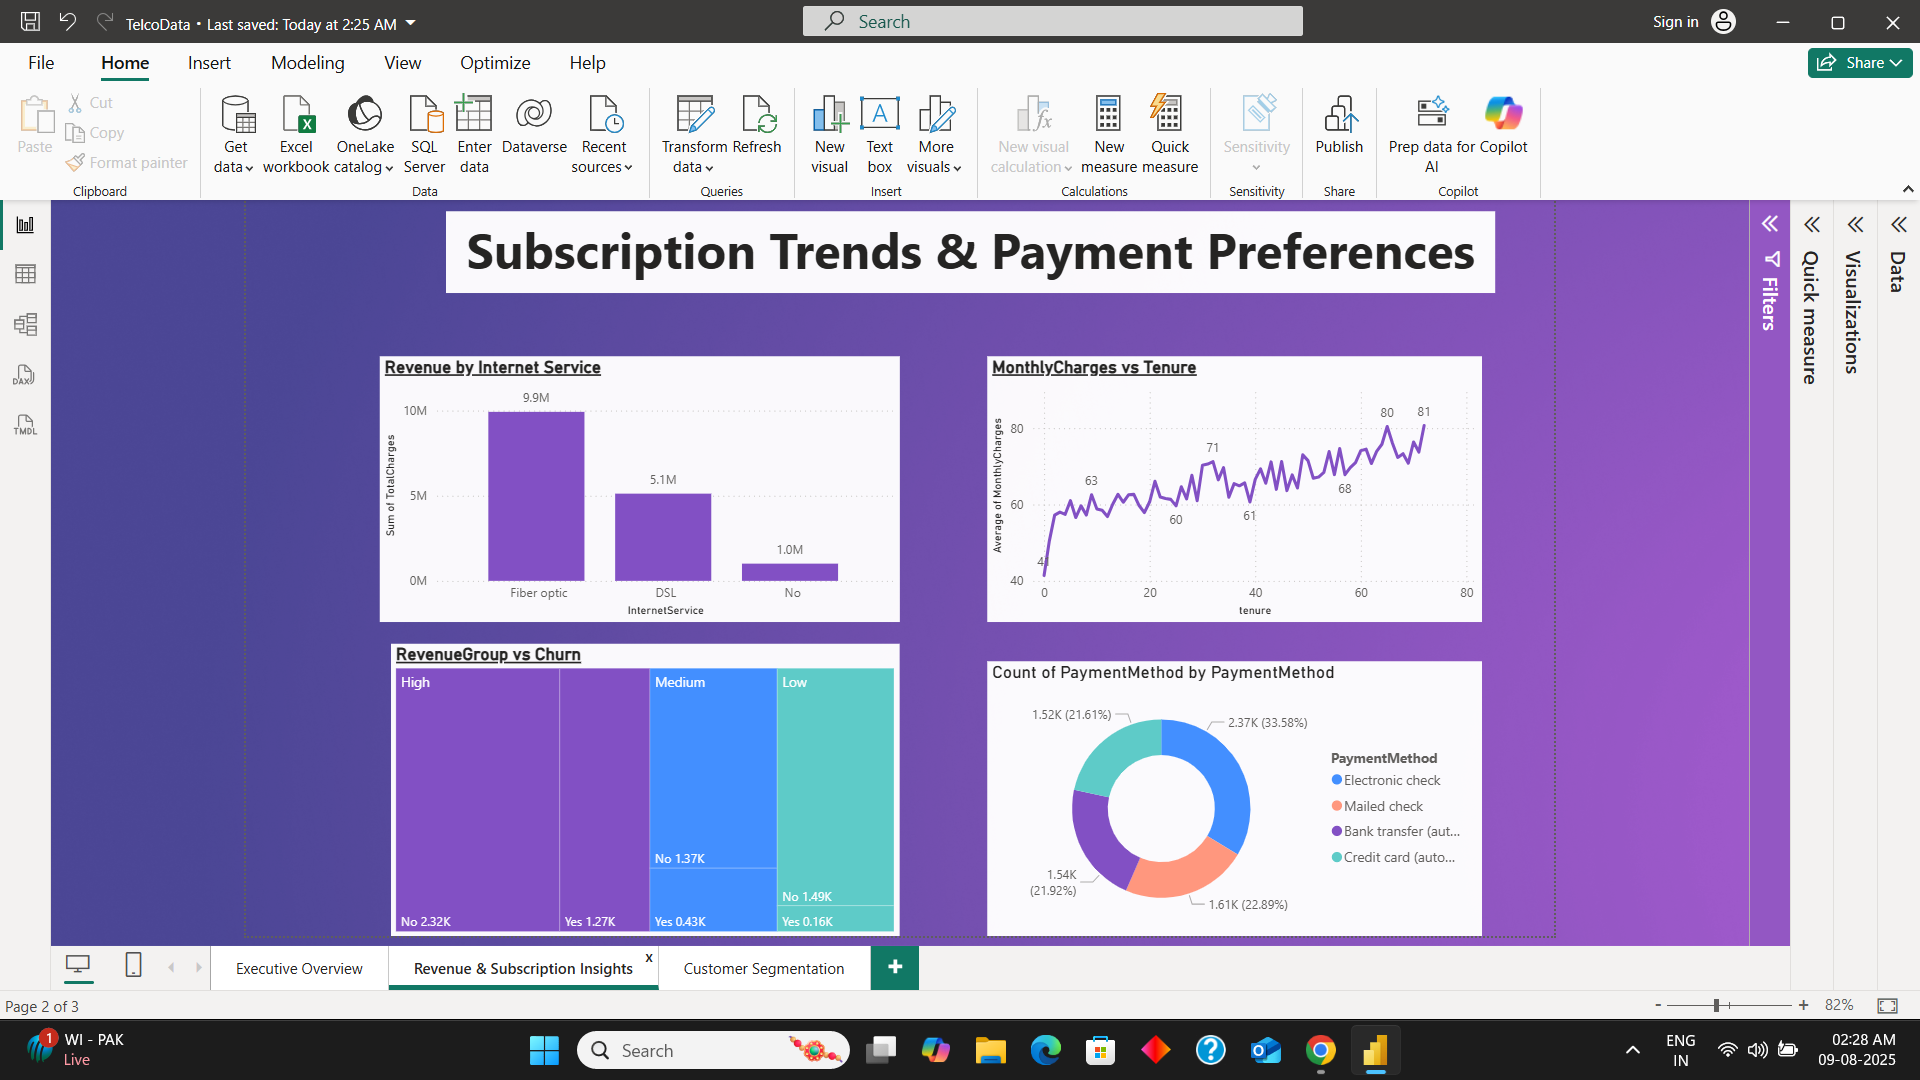 TelcoData • Last saved: Today at 2:25 AM
Search
Sign in
File
Home
Insert
Modeling
View
Optimize
Help
Share
Paste
Cut
Copy
Format painter
Clipboard
Get data
Excel workbook
OneLake catalog
SQL Server
Enter data
Dataverse
Recent sources
Data
Transform data
Refresh
Queries
New visual
Text box
More visuals
Insert
New visual calculation
New measure
Quick measure
Calculations
Sensitivity
Sensitivity
Publish
Share
Prep data for AI
Copilot
Copilot
DAX
TMDL
Subscription Trends & Payment Preferences
Filters
Quick measure
Visualizations
Data
Revenue by Internet Service
Sum of TotalCharges
10M
5M
0M
9.9M
5.1M
1.0M
Fiber optic
DSL
No
InternetService
MonthlyCharges vs Tenure
Average of MonthlyCharges
80
60
40
63
60
71
61
68
80
81
0
20
40
60
80
tenure
RevenueGroup vs Churn
High
Medium
Low
No 2.32K
Yes 1.27K
No 1.37K
Yes 0.43K
No 1.49K
Yes 0.16K
Count of PaymentMethod by PaymentMethod
1.52K (21.61%)
2.37K (33.58%)
1.54K
(21.92%)
1.61K (22.89%)
PaymentMethod
Electronic check
Mailed check
Bank transfer (aut...
Credit card (auto...
Executive Overview
Revenue & Subscription Insights
x
Customer Segmentation
+
Page 2 of 3
- + 82%
1
WI - PAK
Live
Search
ENG
IN
02:28 AM
09-08-2025